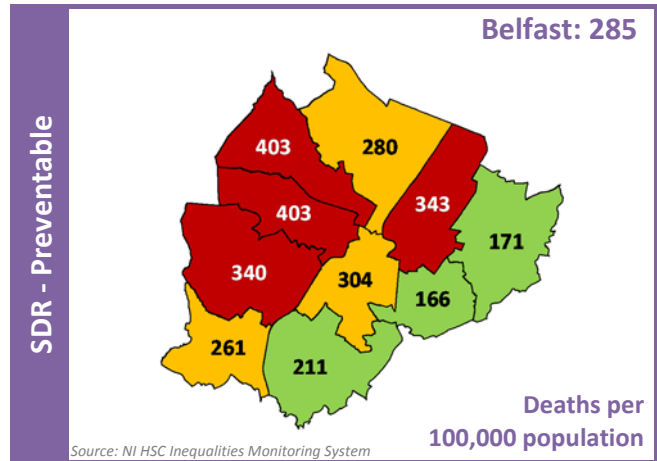 SDR - Preventable
Belfast: 285
403
280
403
343
171
340
304
166
261
211
Deaths per
100,000 population
Source: NI HSC Inequalities Monitoring System